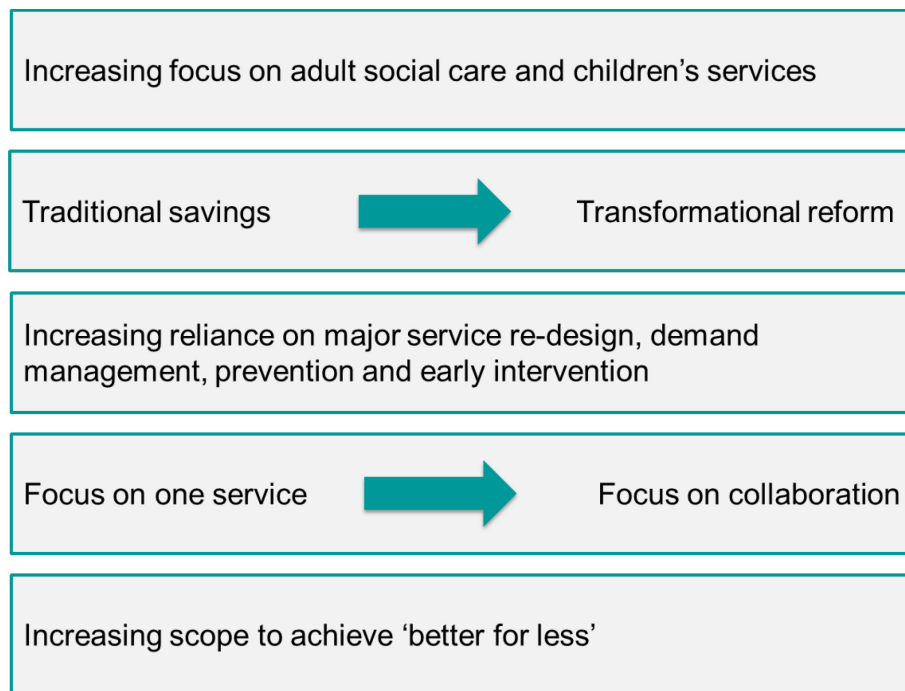 Increasing focus on adult social care and children’s services
Traditional savings Transformational reform
Increasing reliance on major service re-design, demand
management, prevention and early intervention
Focus on one service Focus on collaboration
Increasing scope to achieve ‘better for less’